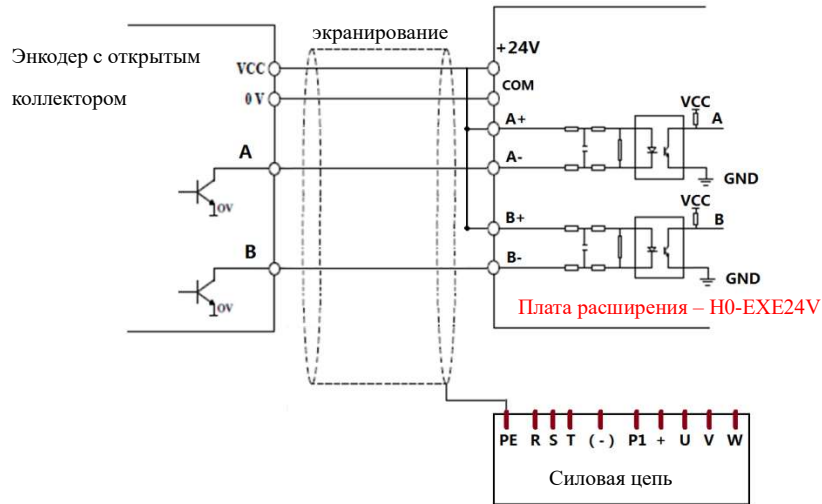 экранирование
Энкодер с открытым
коллектором
VCC
0 V
A
0V
B
0V
+24V
COM
A+
A-
B+
B-
VCC
A
GND
VCC
B
GND
Плата расширения – H0-EXE24V
PE R S T (-) P1 + U V W
Силовая цепь